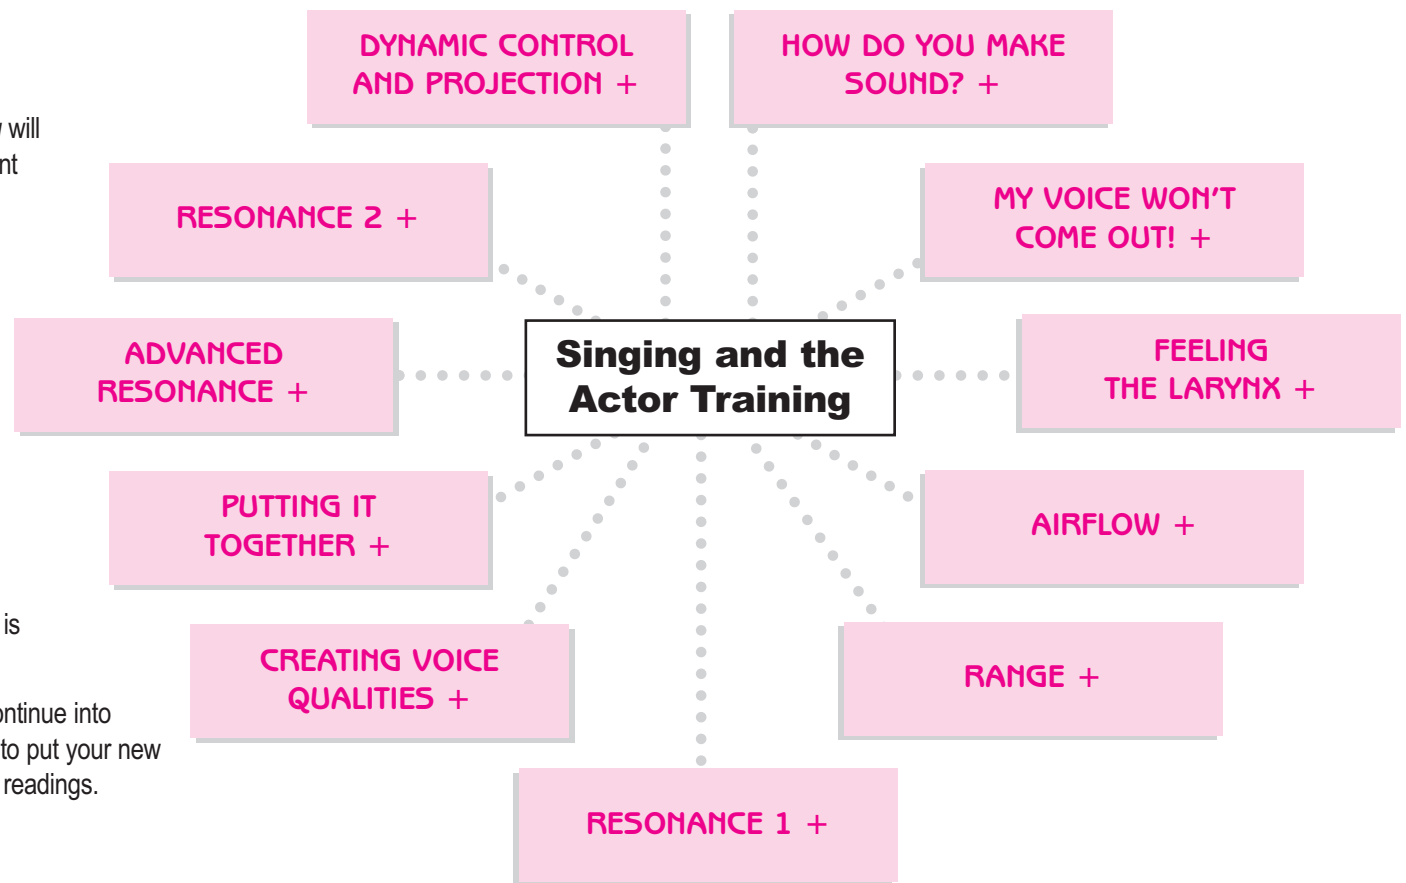 DYNAMIC CONTROL
AND PROJECTION +
HOW DO YOU MAKE
SOUND? +
will
RESONANCE 2 +
MY VOICE WON'T
COME OUT! +
Singing and the
Actor Training
ADVANCED
RESONANCE +
FEELING
THE LARYNX +
PUTTING IT
TOGETHER +
AIRFLOW +
is
CREATING VOICE
QUALITIES +
RANGE +
into
to put your new
readings.
RESONANCE 1 +